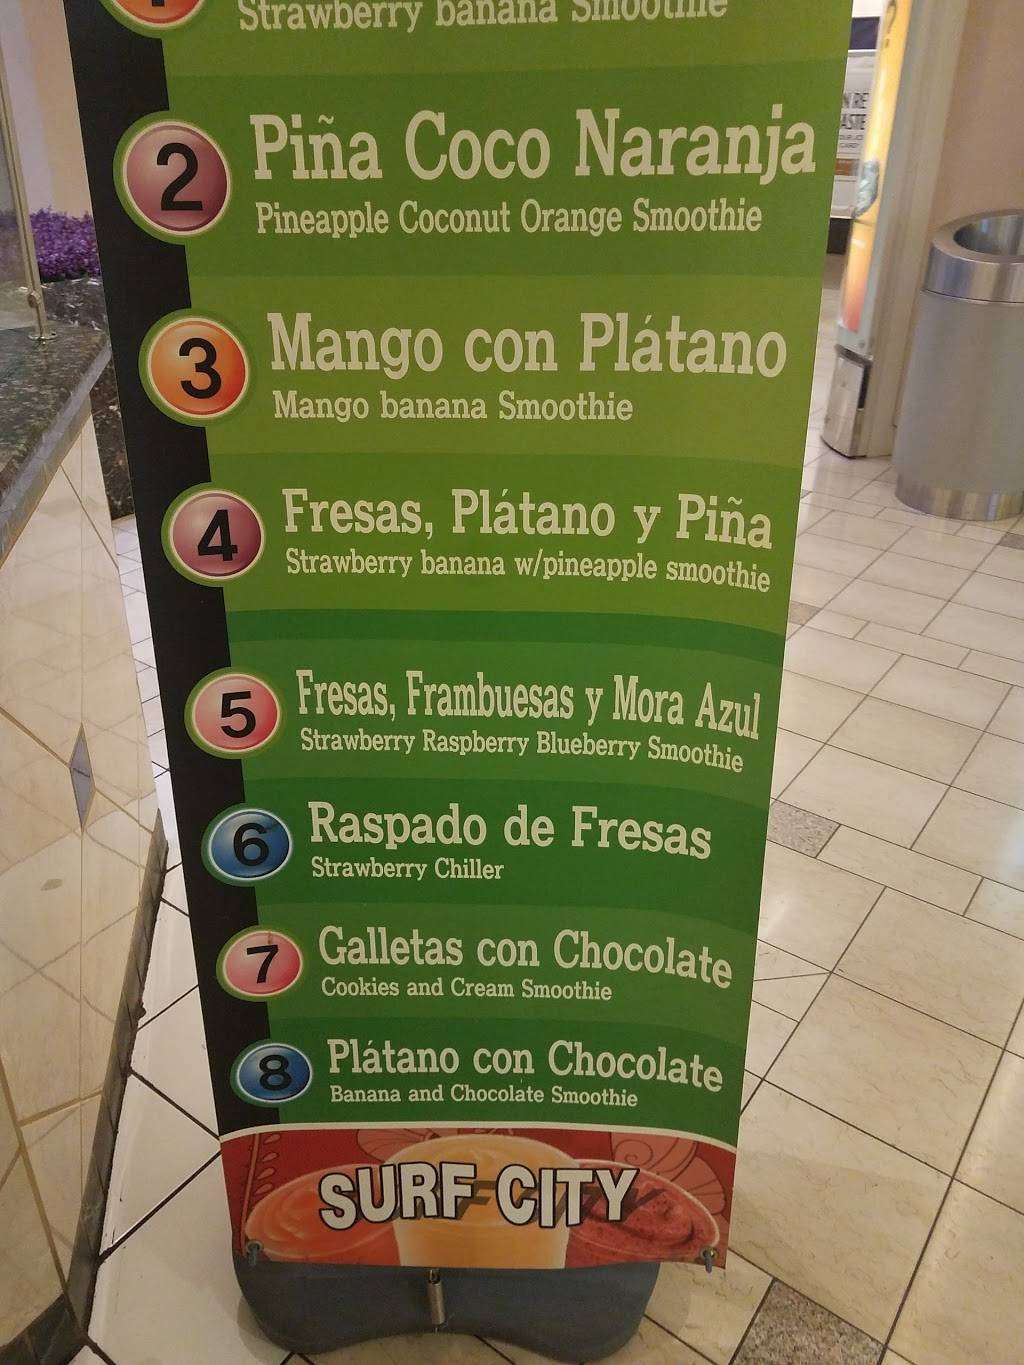 1
Strawberry banana Smoothie
2
Piña Coco Naranja
Pineapple Coconut Orange Smoothie
3
Mango con Plátano
Mango banana Smoothie
4
Fresas, Plátano y Piña
Strawberry banana w/pineapple smoothie
5
Fresas, Frambuesas y Mora Azul
Strawberry Raspberry Blueberry Smoothie
6
Raspado de Fresas
Strawberry Chiller
7
Galletas con Chocolate
Cookies and Cream Smoothie
8
Plátano con Chocolate
Banana and Chocolate Smoothie
SURF CITY